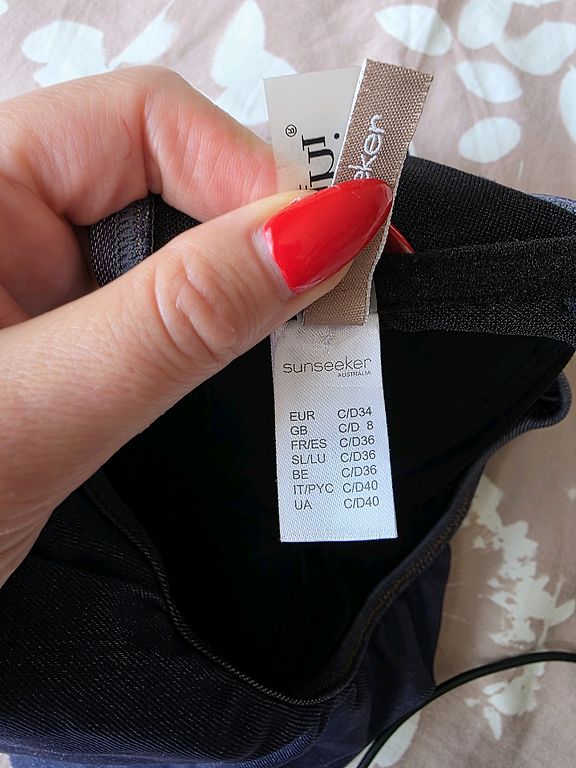 ®
sunseeker
AUSTRALIA
EUR C/D34
GB C/D 8
FR/ES C/D36
SL/LU C/D36
BE C/D36
IT/PYC C/D40
UA C/D40